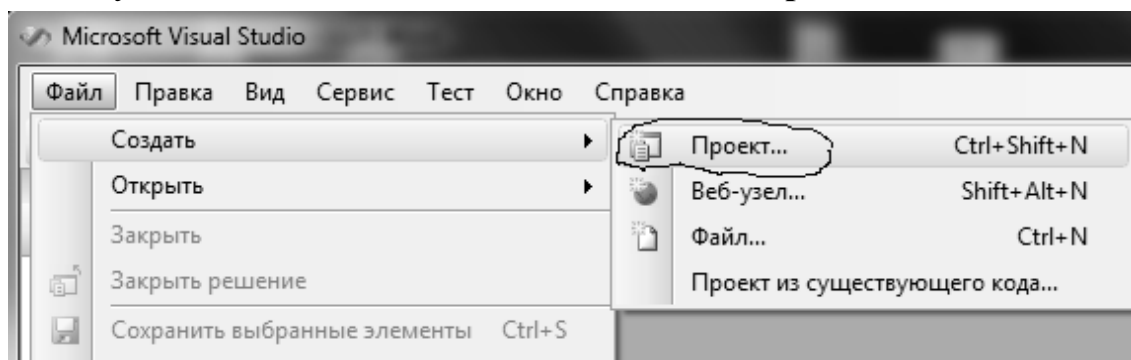 Microsoft Visual Studio
Файл Правка Вид Сервис Тест Окно Справка
Создать
Открыть
Закрыть
Закрыть решение
Сохранить выбранные элементы Ctrl+S
Проект... Ctrl+Shift+N
Веб-узел... Shift+Alt+N
Файл... Ctrl+N
Проект из существующего кода...